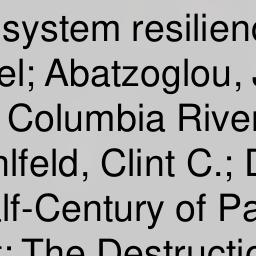 system resilienc
el; Abatzoglou, J
Columbia River
hlfeld, Clint C.; D
lf-Century of Pa
t; The Destructio